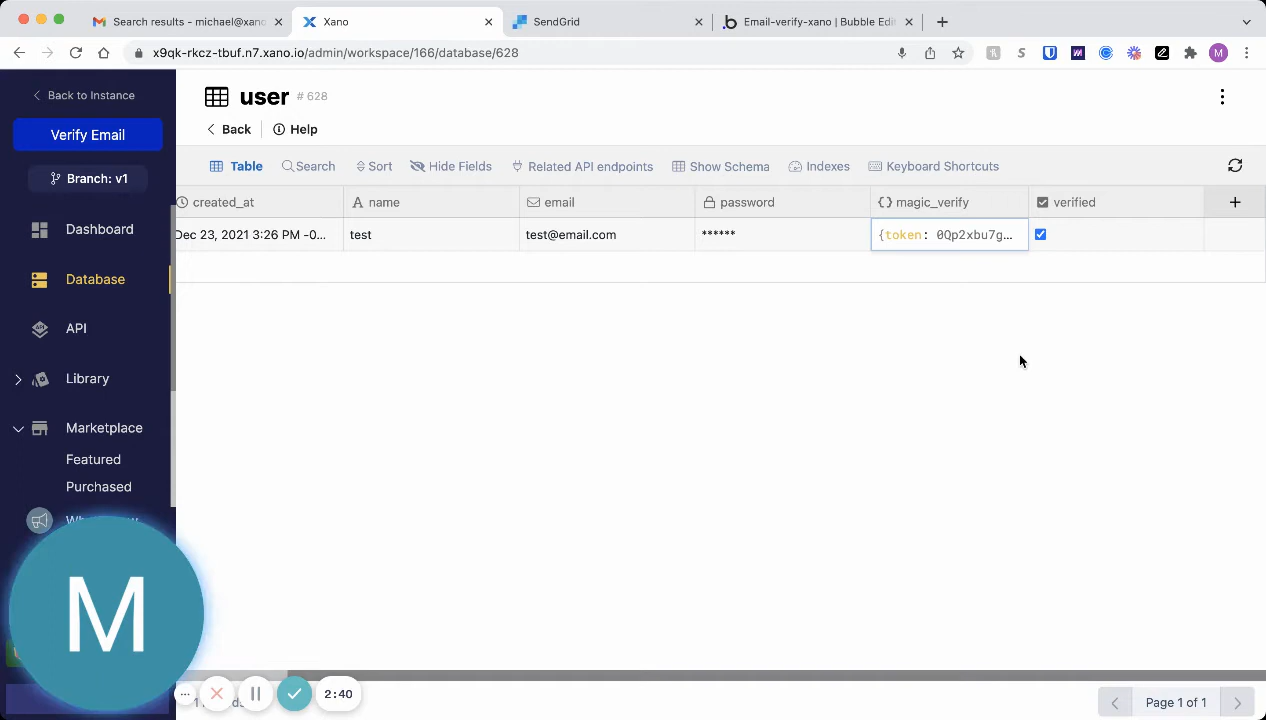 Search results - michael@xano
Xano
SendGrid
Email-verify-xano | Bubble Edi
x9qk-rkcz-tbuf.n7.xano.io/admin/workspace/166/database/628
M
Back to Instance
Verify Email
Branch: v1
Dashboard
Database
API
Library
Marketplace
Featured
Purchased
M
user # 628
Back
Help
Table
Search
Sort
Hide Fields
Related API endpoints
Show Schema
Indexes
Keyboard Shortcuts
created_at
name
email
password
magic_verify
verified
Dec 23, 2021 3:26 PM -0...
test
test@email.com
******
{token: 0Qp2xbu7g...
2:40
Page 1 of 1